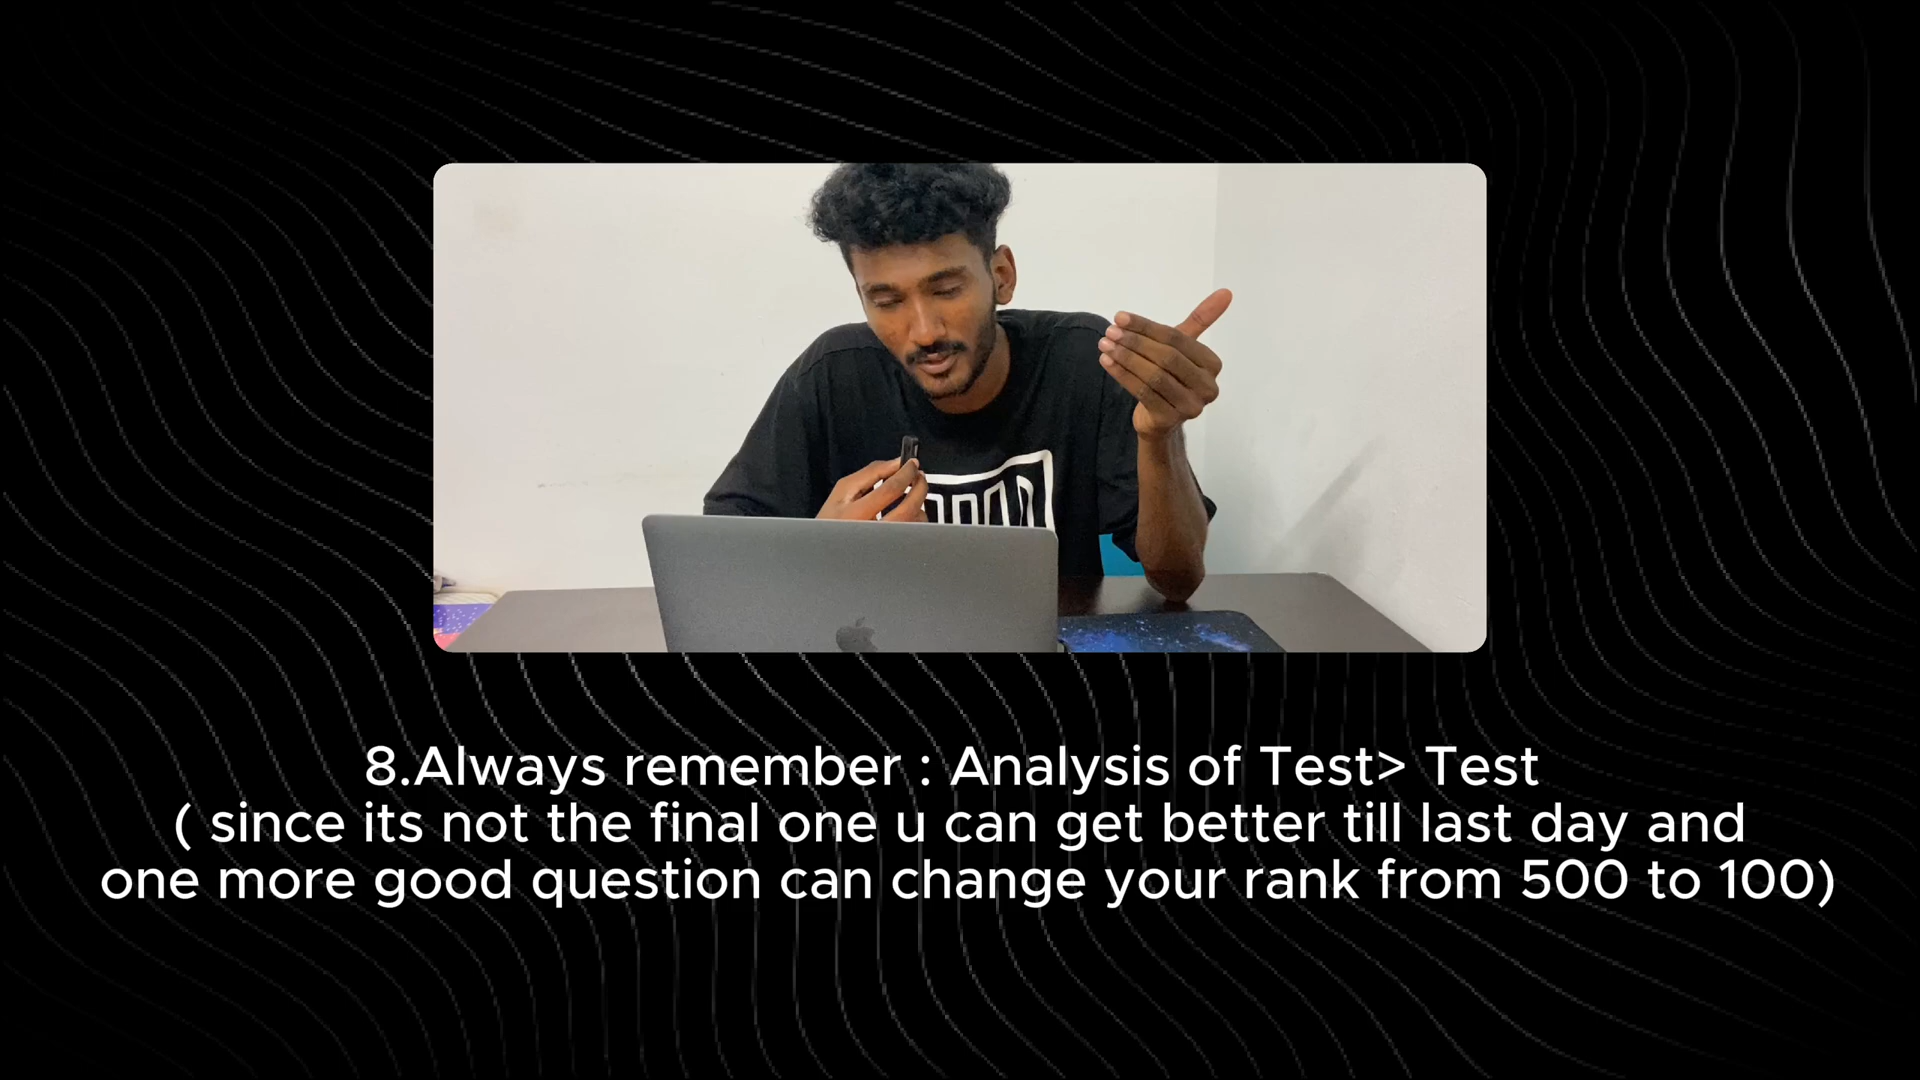 8.Always remember : Analysis of Test> Test
( since its not the final one u can get better till last day and
one more good question can change your rank from 500 to 100)